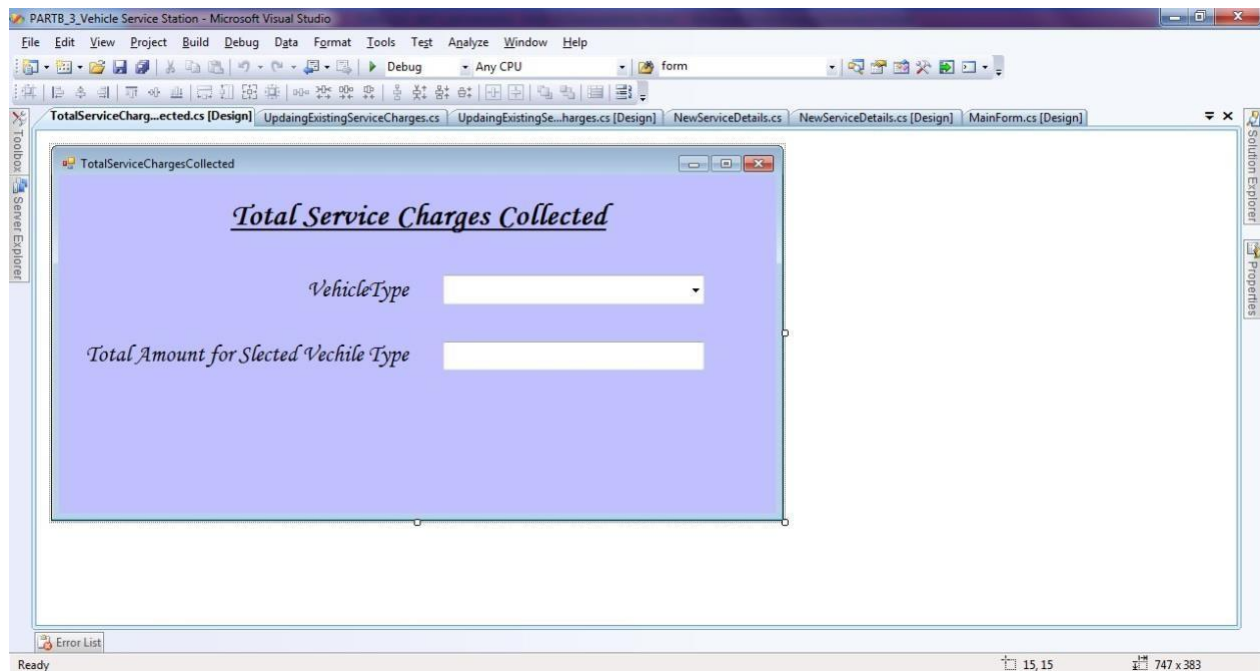 PARTB_3_Vehicle Service Station - Microsoft Visual Studio
File Edit View Project Build Debug Data Format Tools Test Analyze Window Help
Debug Any CPU form
TotalServiceCharg...ected.cs [Design] UpdaingExistingServiceCharges.cs UpdaingExistingSe...harges.cs [Design] NewServiceDetails.cs NewServiceDetails.cs [Design] MainForm.cs [Design]
Toolbox
Server Explorer
TotalServiceChargesCollected
Total Service Charges Collected
VehicleType
Total Amount for Slected Vechile Type
Solution Explorer
Properties
Error List
Ready 15, 15 747 x 383